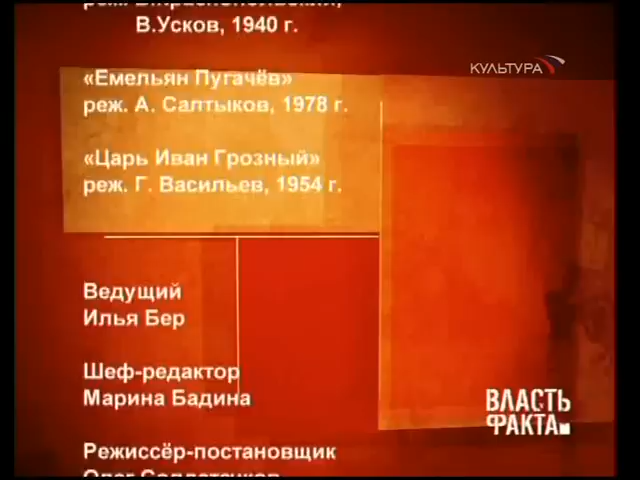 В.Усков, 1940 г.
КУЛЬТУРА
«Емельян Пугачёв»
реж. А. Салтыков, 1978 г.
«Царь Иван Грозный»
реж. Г. Васильев, 1954 г.
Ведущий
Илья Бер
Шеф-редактор
Марина Бадина
ВЛАСТЬ
ФАКТА
Режиссёр-постановщик